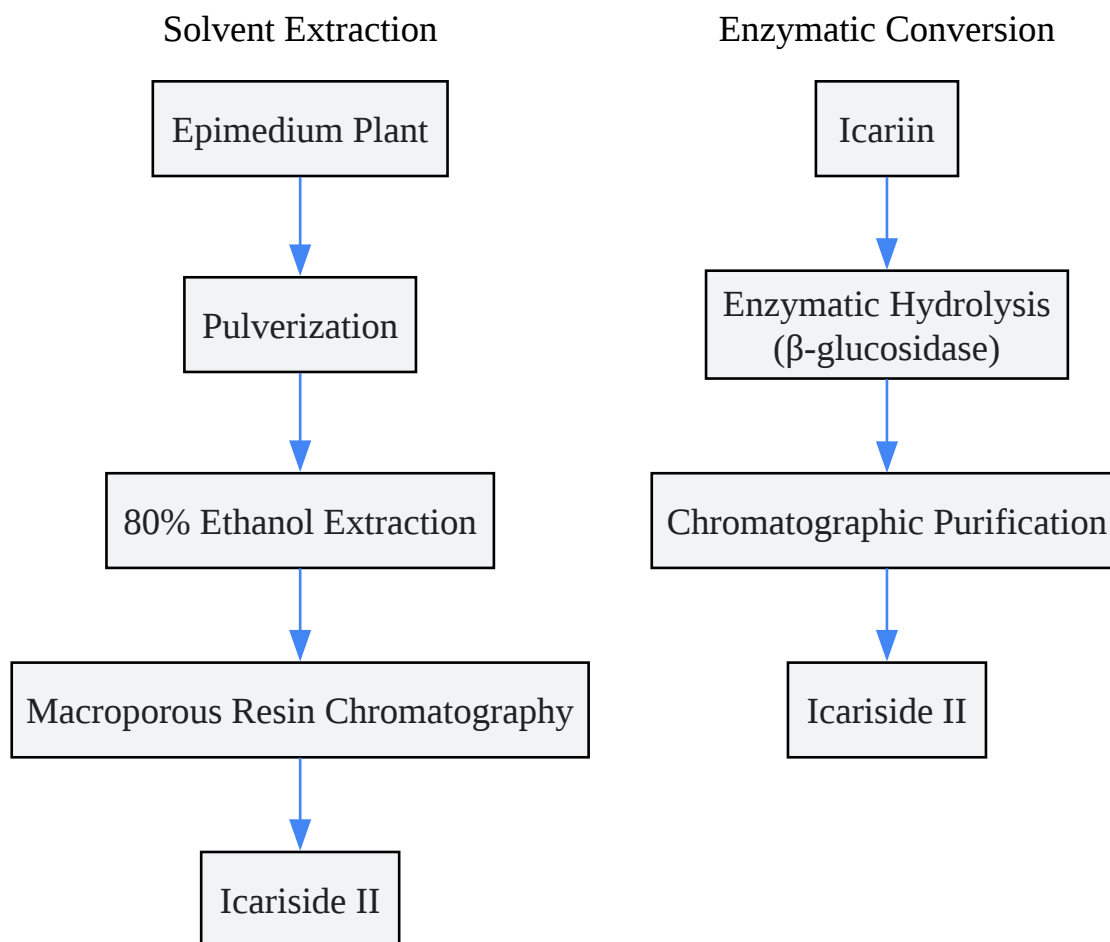 Solvent Extraction
Epimedium Plant
Pulverization
80% Ethanol Extraction
Macroporous Resin Chromatography
Icariside II
Enzymatic Conversion
Icariin
Enzymatic Hydrolysis
(β-glucosidase)
Chromatographic Purification
Icariside II